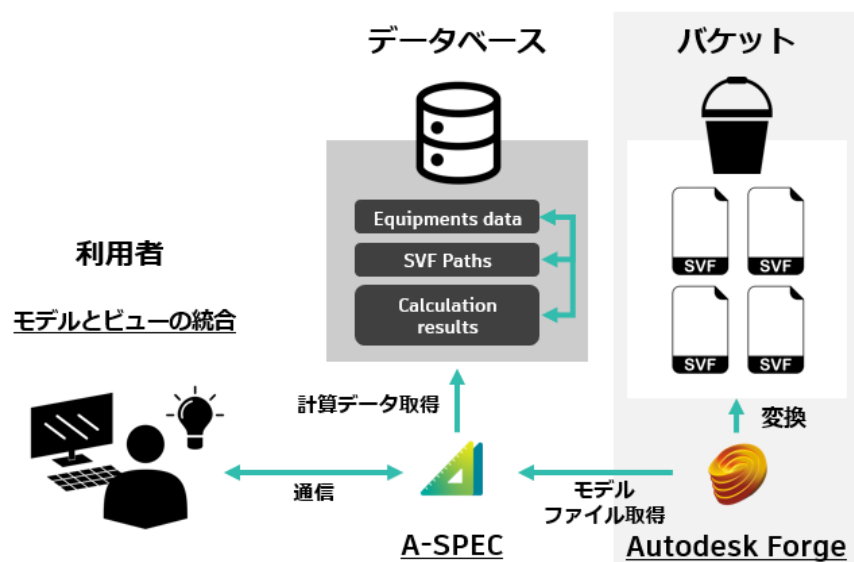 データベース
バケット
Equipments data
SVF Paths
Calculation
results
SVF
SVF
SVF
SVF
利用者
モデルとビューの統合
計算データ取得
変換
通信
モデル
ファイル取得
A-SPEC
Autodesk Forge